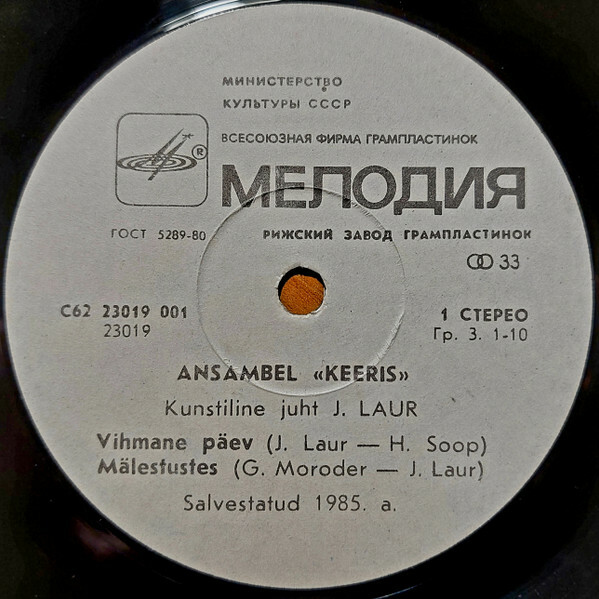 МИНИСТЕРСТВО
КУЛЬТУРЫ СССР
ВСЕСОЮЗНАЯ ФИРМА ГРАМПЛАСТИНОК
®
МЕЛОДИЯ
ГОСТ 5289-80
РИЖСКИЙ ЗАВОД ГРАМПЛАСТИНОК
33
С62 23019 001
23019
1 СТЕРЕО
Гр. 3. 1-10
ANSAMBEL «KEERIS»
Kunstiline juht J. LAUR
Vihmane päev (J. Laur — H. Soop)
Mälestustes (G. Moroder — J. Laur)
Salvestatud 1985. a.